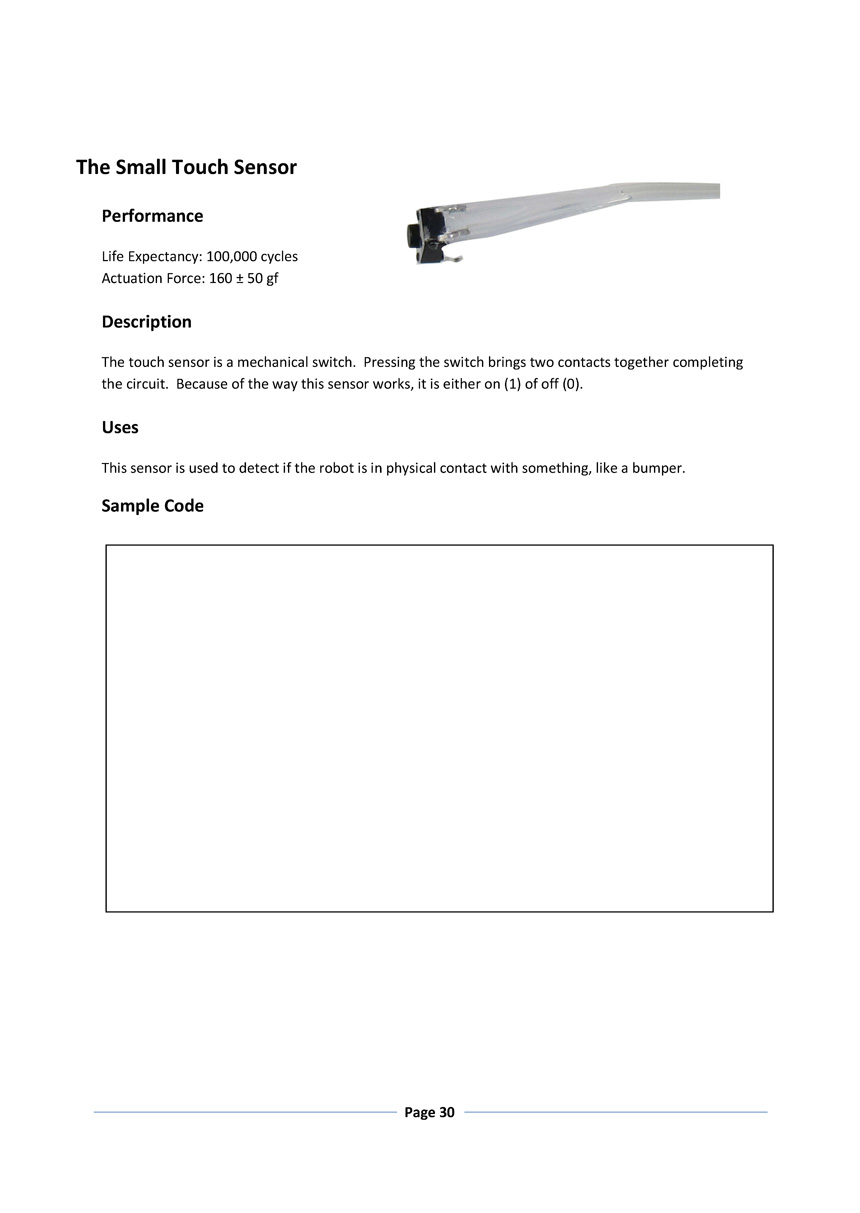 The Small Touch Sensor
Performance
Life Expectancy: 100,000 cycles
Actuation Force: 160 ± 50 gf
Description
The touch sensor is a mechanical switch.  Pressing the switch brings two contacts together completing
the circuit.  Because of the way this sensor works, it is either on (1) of off (0).
Uses
This sensor is used to detect if the robot is in physical contact with something, like a bumper.
Sample Code
Page 30